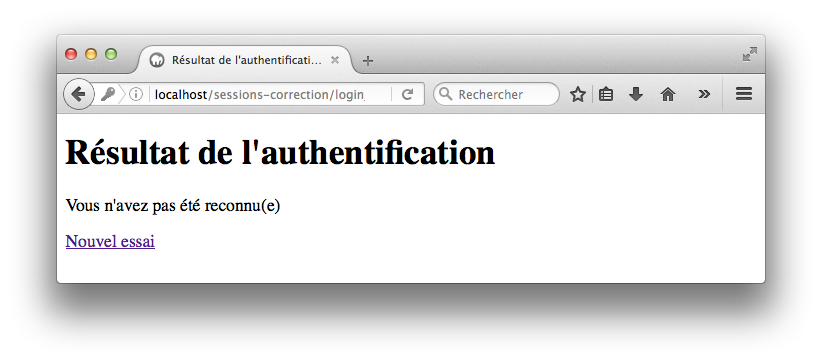 Résultat de l'authentificati...
localhost/sessions-correction/login
Rechercher
Résultat de l'authentification
Vous n'avez pas été reconnu(e)
Nouvel essai